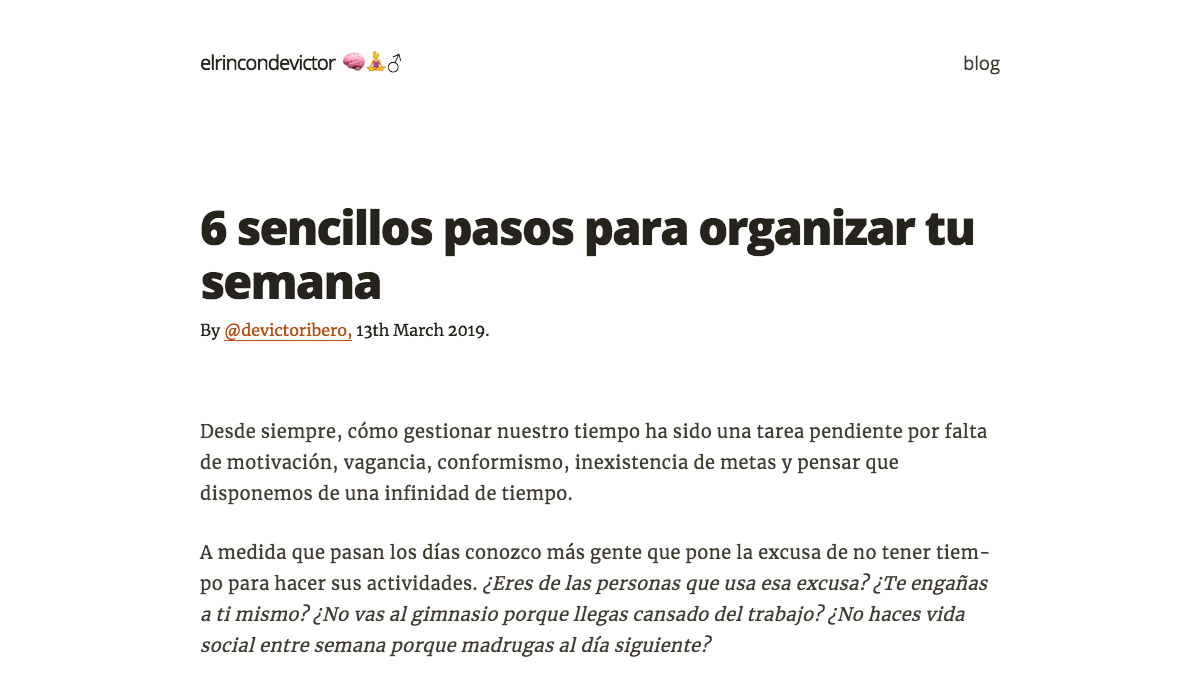 elrincondevictor 🧠🧘♂
blog
6 sencillos pasos para organizar tu
semana
By @devictoribero, 13th March 2019.
Desde siempre, cómo gestionar nuestro tiempo ha sido una tarea pendiente por falta
de motivación, vagancia, conformismo, inexistencia de metas y pensar que
disponemos de una infinidad de tiempo.
A medida que pasan los días conozco más gente que pone la excusa de no tener tiem-
po para hacer sus actividades. ¿Eres de las personas que usa esa excusa? ¿Te engañas
a ti mismo? ¿No vas al gimnasio porque llegas cansado del trabajo? ¿No haces vida
social entre semana porque madrugas al día siguiente?